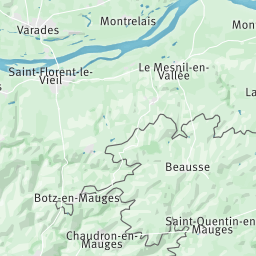 Montrelais
Varades
Mon
Le Mesnil-en-
Vallée
Saint-Florent-le-
Vieil
La
Beausse
Botz-en-Mauges
Saint-Quentin-en
Mauges
Chaudron-en-
Mauges